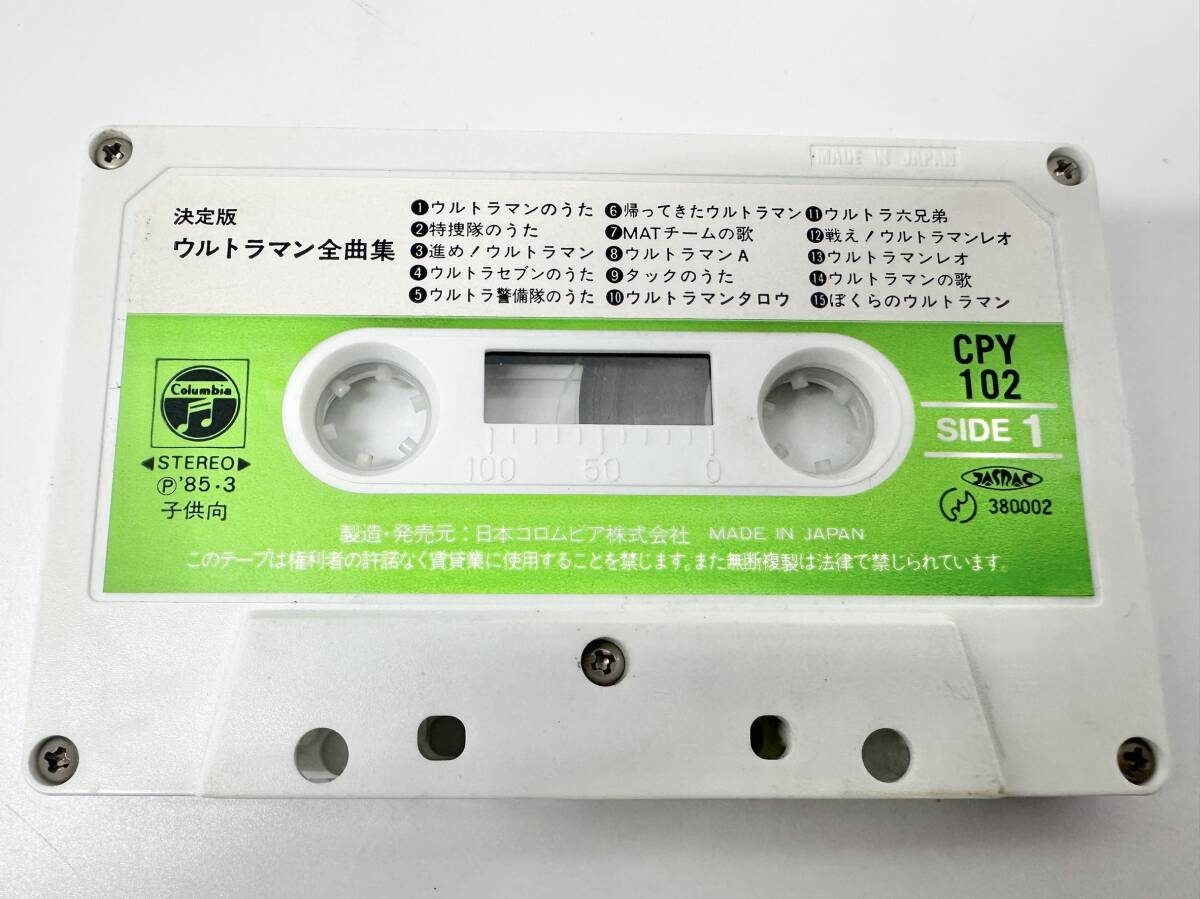 MADE IN JAPAN
決定版
ウルトラマン全曲集
❶ウルトラマンのうた
❷特捜隊のうた
❸進め!ウルトラマン
❹ウルトラセブンのうた
❺ウルトラ警備隊のうた
❻帰ってきたウルトラマン
❼MATチームの歌
❽ウルトラマンA
❾タックのうた
❿ウルトラマンタロウ
⓫ウルトラ六兄弟
⓬戦え!ウルトラマンレオ
⓭ウルトラマンレオ
⓮ウルトラマンの歌
⓯ぼくらのウルトラマン
Columbia
◀STEREO▶
Ⓟ'85・3
子供向
100 50 0
CPY
102
SIDE 1
JASRAC
380002
製造・発売元:日本コロムビア株式会社 MADE IN JAPAN
このテープは権利者の許諾なく賃貸業に使用することを禁じます。また無断複製は法律で禁じられています。